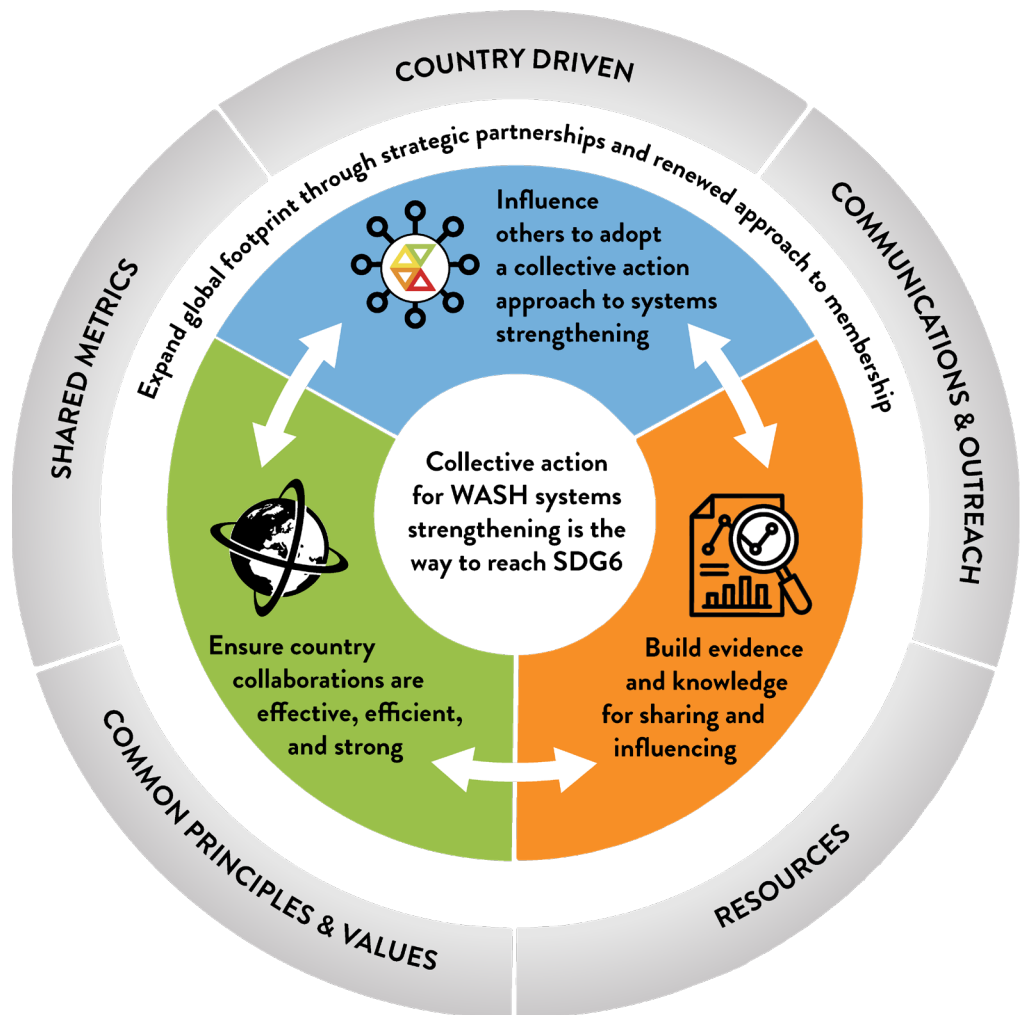 COUNTRY DRIVEN
COMMUNICATIONS & OUTREACH
RESOURCES
COMMON PRINCIPLES & VALUES
SHARED METRICS
Expand global footprint through strategic partnerships and renewed approach to membership
Influence
others to adopt
a collective action
approach to systems
strengthening
Collective action
for WASH systems
strengthening is the
way to reach SDG6
Ensure country
collaborations are
effective, efficient,
and strong
Build evidence
and knowledge
for sharing and
influencing